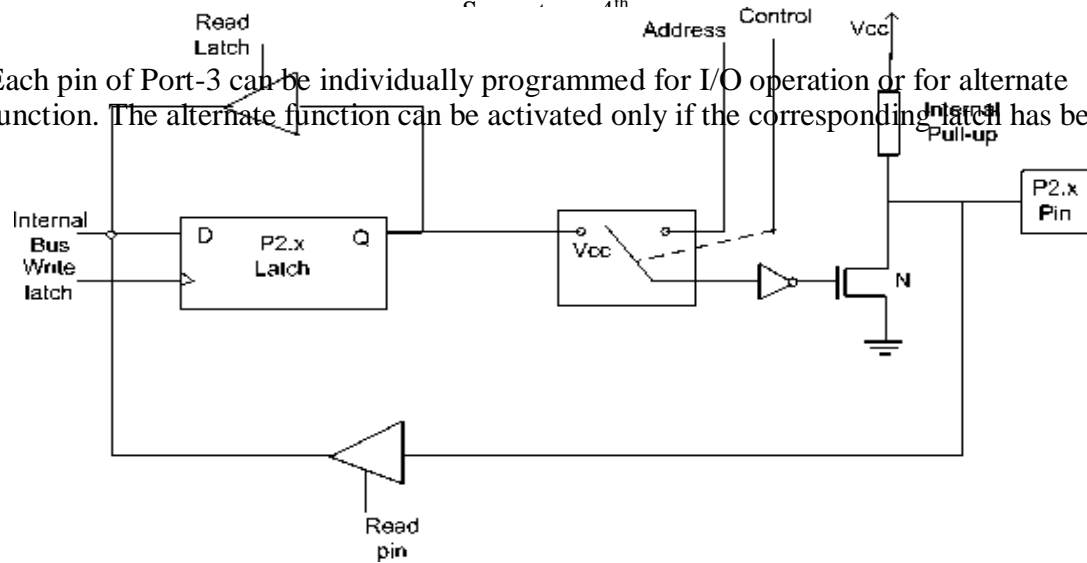 4th
Read
Latch
Address
Control
Vcc
Each pin of Port-3 can be individually programmed for I/O operation or for alternate
function. The alternate function can be activated only if the corresponding latch has be
Internal
Pull-up
P2.x
Pin
Internal
Bus
Write
latch
D
P2.x
Latch
Q
Vcc
N
Read
pin